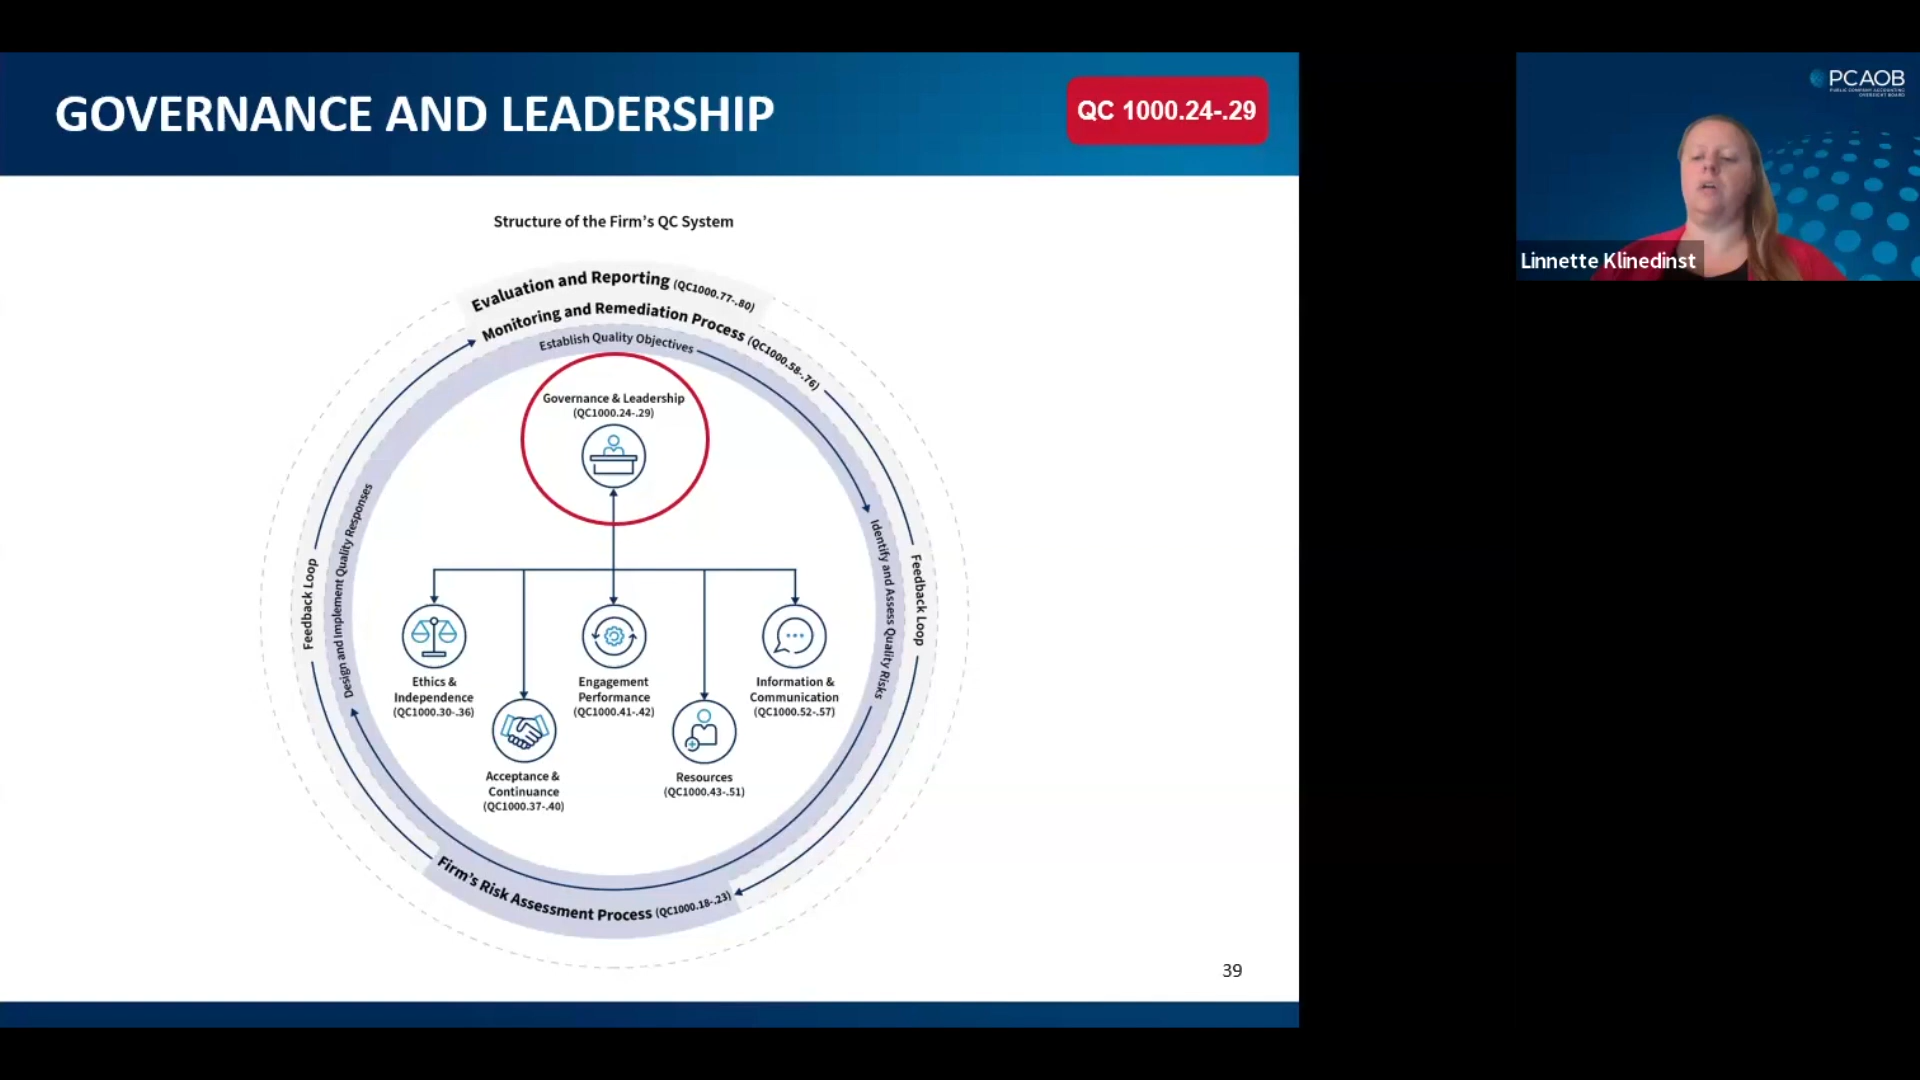 GOVERNANCE AND LEADERSHIP
QC 1000.24-.29
Structure of the Firm's QC System
Evaluation and Reporting (QC1000.77-.80)
Monitoring and Remediation Process (QC1000.58-.76)
Establish Quality Objectives
Governance & Leadership
(QC1000.24-.29)
Identify and Assess Quality Risks
Feedback Loop
Design and Implement Quality Responses
Feedback Loop
Ethics &
Independence
(QC1000.30-.36)
Acceptance &
Continuance
(QC1000.37-.40)
Engagement
Performance
(QC1000.41-.42)
Resources
(QC1000.43-.51)
Information &
Communication
(QC1000.52-.57)
Firm's Risk Assessment Process (QC1000.18-.23)
39
PCAOB
PUBLIC COMPANY ACCOUNTING
OVERSIGHT BOARD
Linnette Klinedinst